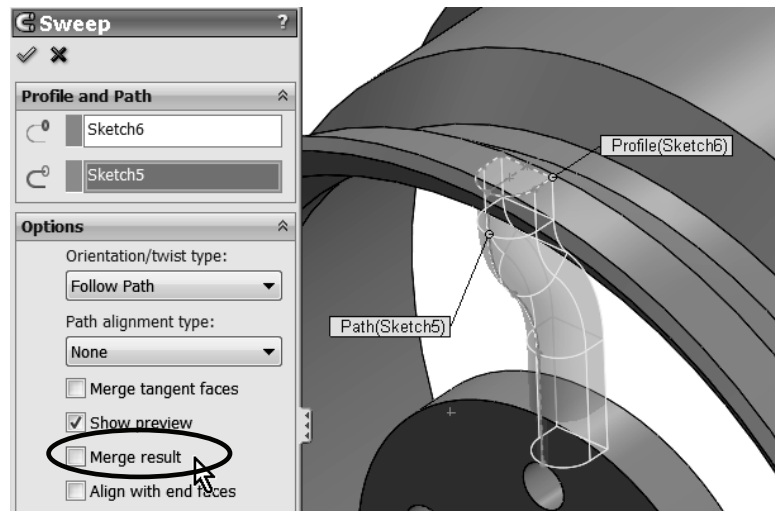 Sweep ?
Profile and Path
Sketch6
Sketch5
Options
Orientation/twist type:
Follow Path
Path alignment type:
None
Merge tangent faces
Show preview
Merge result
Align with end faces
Profile(Sketch6)
Path(Sketch5)